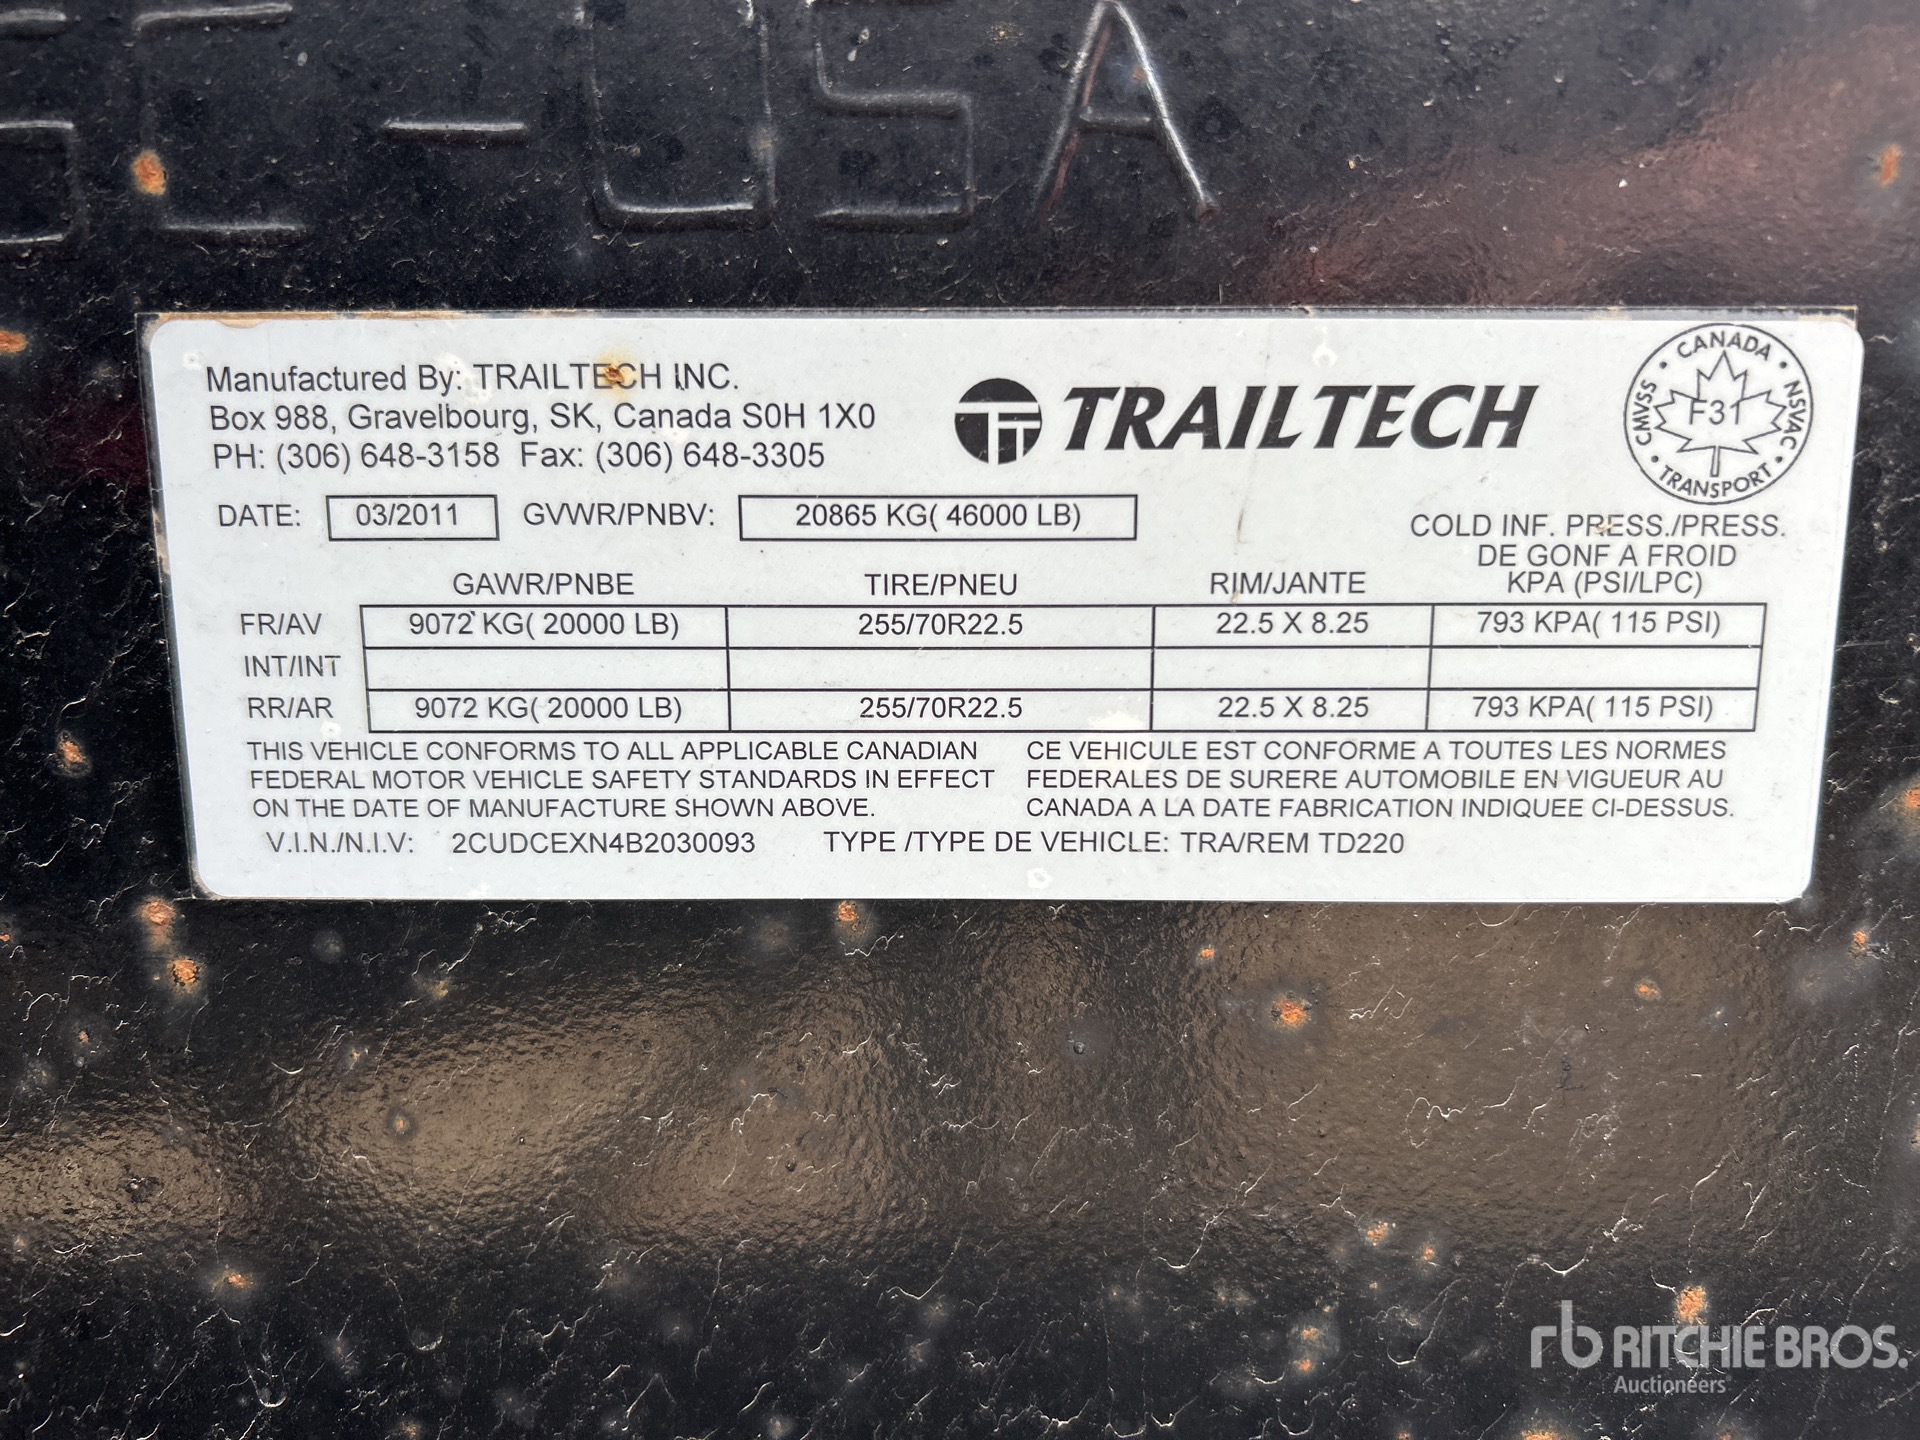 GE-USA
Manufactured By: TRAILTECH INC.
Box 988, Gravelbourg, SK, Canada S0H 1X0
PH: (306) 648-3158 Fax: (306) 648-3305
TRAILTECH
CANADA
CMVSS F31 NSVAC
TRANSPORT
DATE: 03/2011 GVWR/PNBV: 20865 KG( 46000 LB)
COLD INF. PRESS./PRESS.
DE GONF A FROID
GAWR/PNBE TIRE/PNEU RIM/JANTE KPA (PSI/LPC)
FR/AV 9072 KG( 20000 LB) 255/70R22.5 22.5 X 8.25 793 KPA( 115 PSI)
INT/INT
RR/AR 9072 KG( 20000 LB) 255/70R22.5 22.5 X 8.25 793 KPA( 115 PSI)
THIS VEHICLE CONFORMS TO ALL APPLICABLE CANADIAN
FEDERAL MOTOR VEHICLE SAFETY STANDARDS IN EFFECT
ON THE DATE OF MANUFACTURE SHOWN ABOVE.
CE VEHICULE EST CONFORME A TOUTES LES NORMES
FEDERALES DE SURERE AUTOMOBILE EN VIGUEUR AU
CANADA A LA DATE FABRICATION INDIQUEE CI-DESSUS.
V.I.N./N.I.V: 2CUDCEXN4B2030093 TYPE /TYPE DE VEHICLE: TRA/REM TD220
rb RITCHIE BROS.
Auctioneers